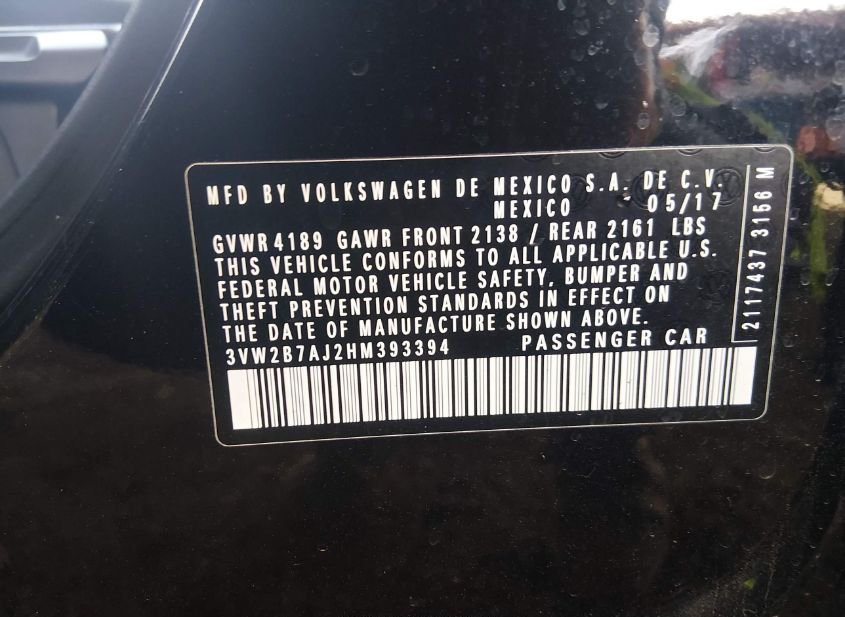 MFD BY VOLKSWAGEN DE MEXICO S.A. DE C.V.
MEXICO 05/17
GVWR 4189 GAWR FRONT 2138 / REAR 2161 LBS
THIS VEHICLE CONFORMS TO ALL APPLICABLE U.S.
FEDERAL MOTOR VEHICLE SAFETY, BUMPER AND
THEFT PREVENTION STANDARDS IN EFFECT ON
THE DATE OF MANUFACTURE SHOWN ABOVE.
3VW2B7AJ2HM393394 PASSENGER CAR
2117437 3156 M